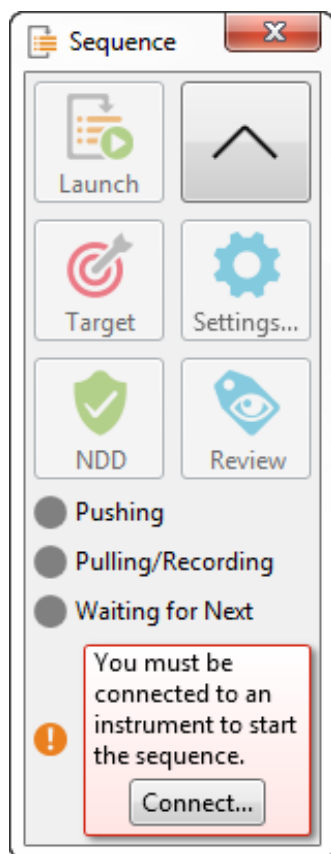 Sequence
Launch
Target
Settings...
NDD
Review
Pushing
Pulling/Recording
Waiting for Next
You must be
connected to an
instrument to start
the sequence.
Connect...